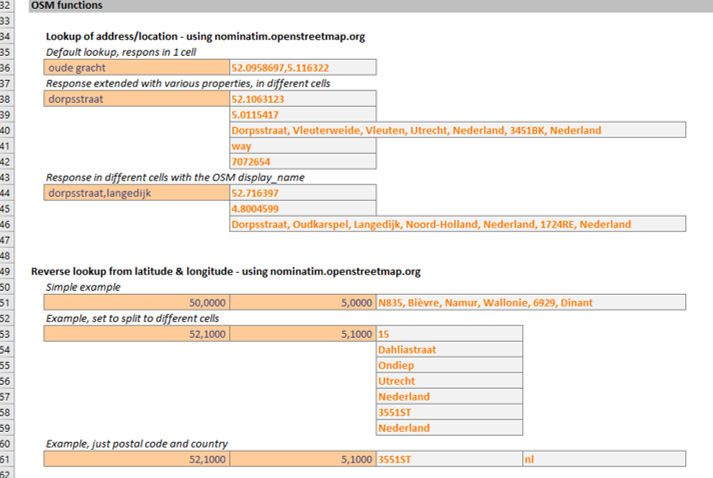 32 OSM functions
33
34 Lookup of address/location - using nominatim.openstreetmap.org
35 Default lookup, respons in 1 cell
36 oude gracht 52.0958697,5.116322
37 Response extended with various properties, in different cells
38 dorpsstraat 52.1063123
39 5.0115417
40 Dorpsstraat, Vleuterweide, Vleuten, Utrecht, Nederland, 3451BK, Nederland
41 way
42 7072654
43 Response in different cells with the OSM display_name
44 dorpsstraat,langedijk 52.716397
45 4.8004599
46 Dorpsstraat, Oudkarspel, Langedijk, Noord-Holland, Nederland, 1724RE, Nederland
47
48
49 Reverse lookup from latitude & longitude - using nominatim.openstreetmap.org
50 Simple example
51 50,0000 5,0000 N835, Bièvre, Namur, Wallonie, 6929, Dinant
52 Example, set to split to different cells
53 52,1000 5,1000 15
54 Dahliastraat
55 Ondiep
56 Utrecht
57 Nederland
58 3551ST
59 Nederland
60 Example, just postal code and country
61 52,1000 5,1000 3551ST nl
62